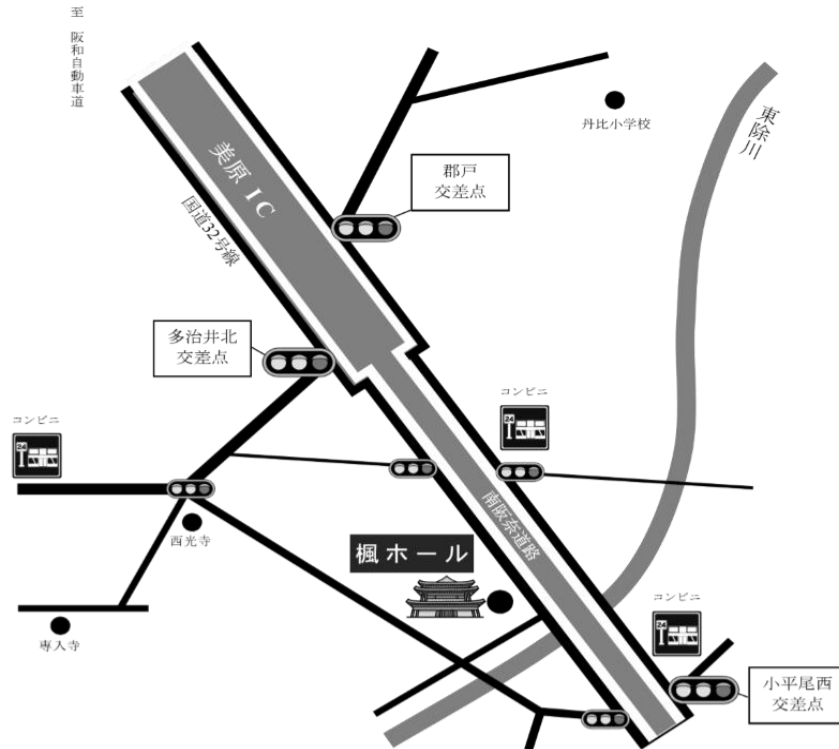 至 阪和自動車道
丹比小学校
東除川
郡戸
交差点
美原 IC
国道32号線
多治井北
交差点
コンビニ
24
コンビニ
24
西光寺
南阪奈道路
楓ホール
コンビニ
24
専入寺
小平尾西
交差点